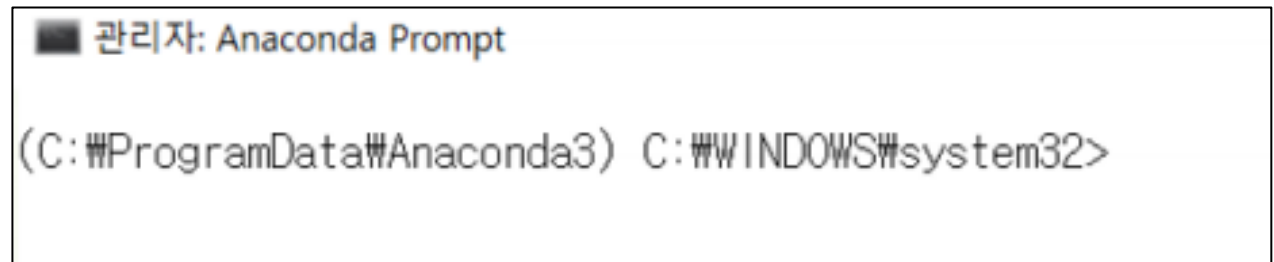 관리자: Anaconda Prompt
(C:₩ProgramData₩Anaconda3) C:₩WINDOWS₩system32>